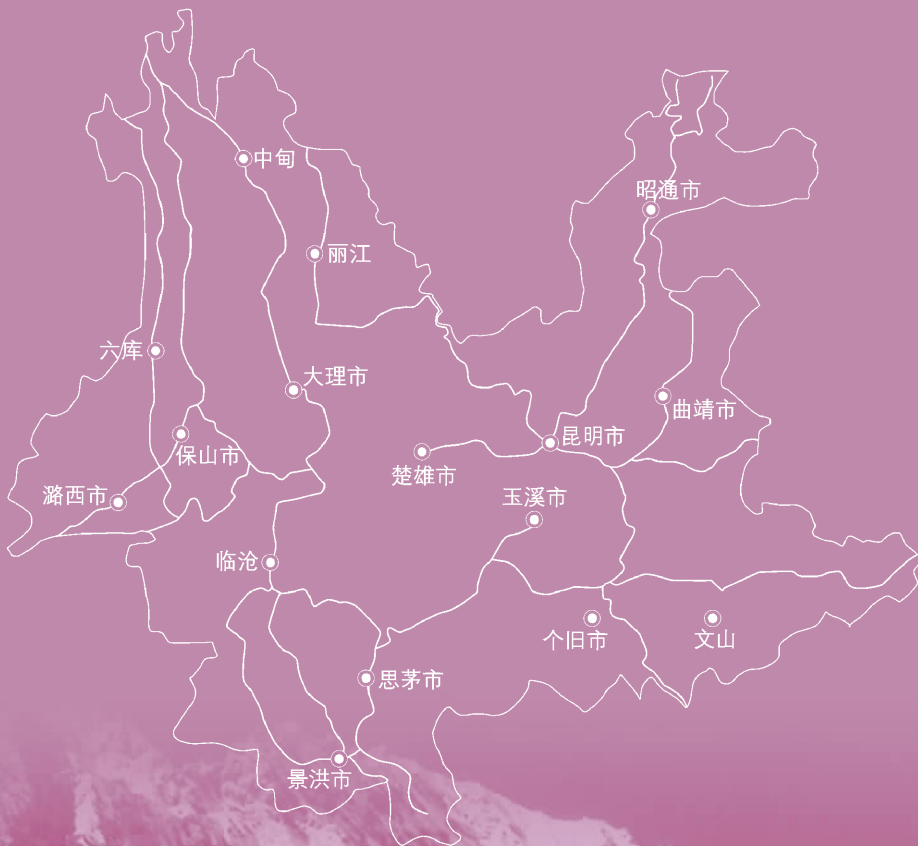 中甸
昭通市
丽江
六库
大理市
曲靖市
昆明市
保山市
楚雄市
潞西市
玉溪市
临沧
个旧市
文山
思茅市
景洪市